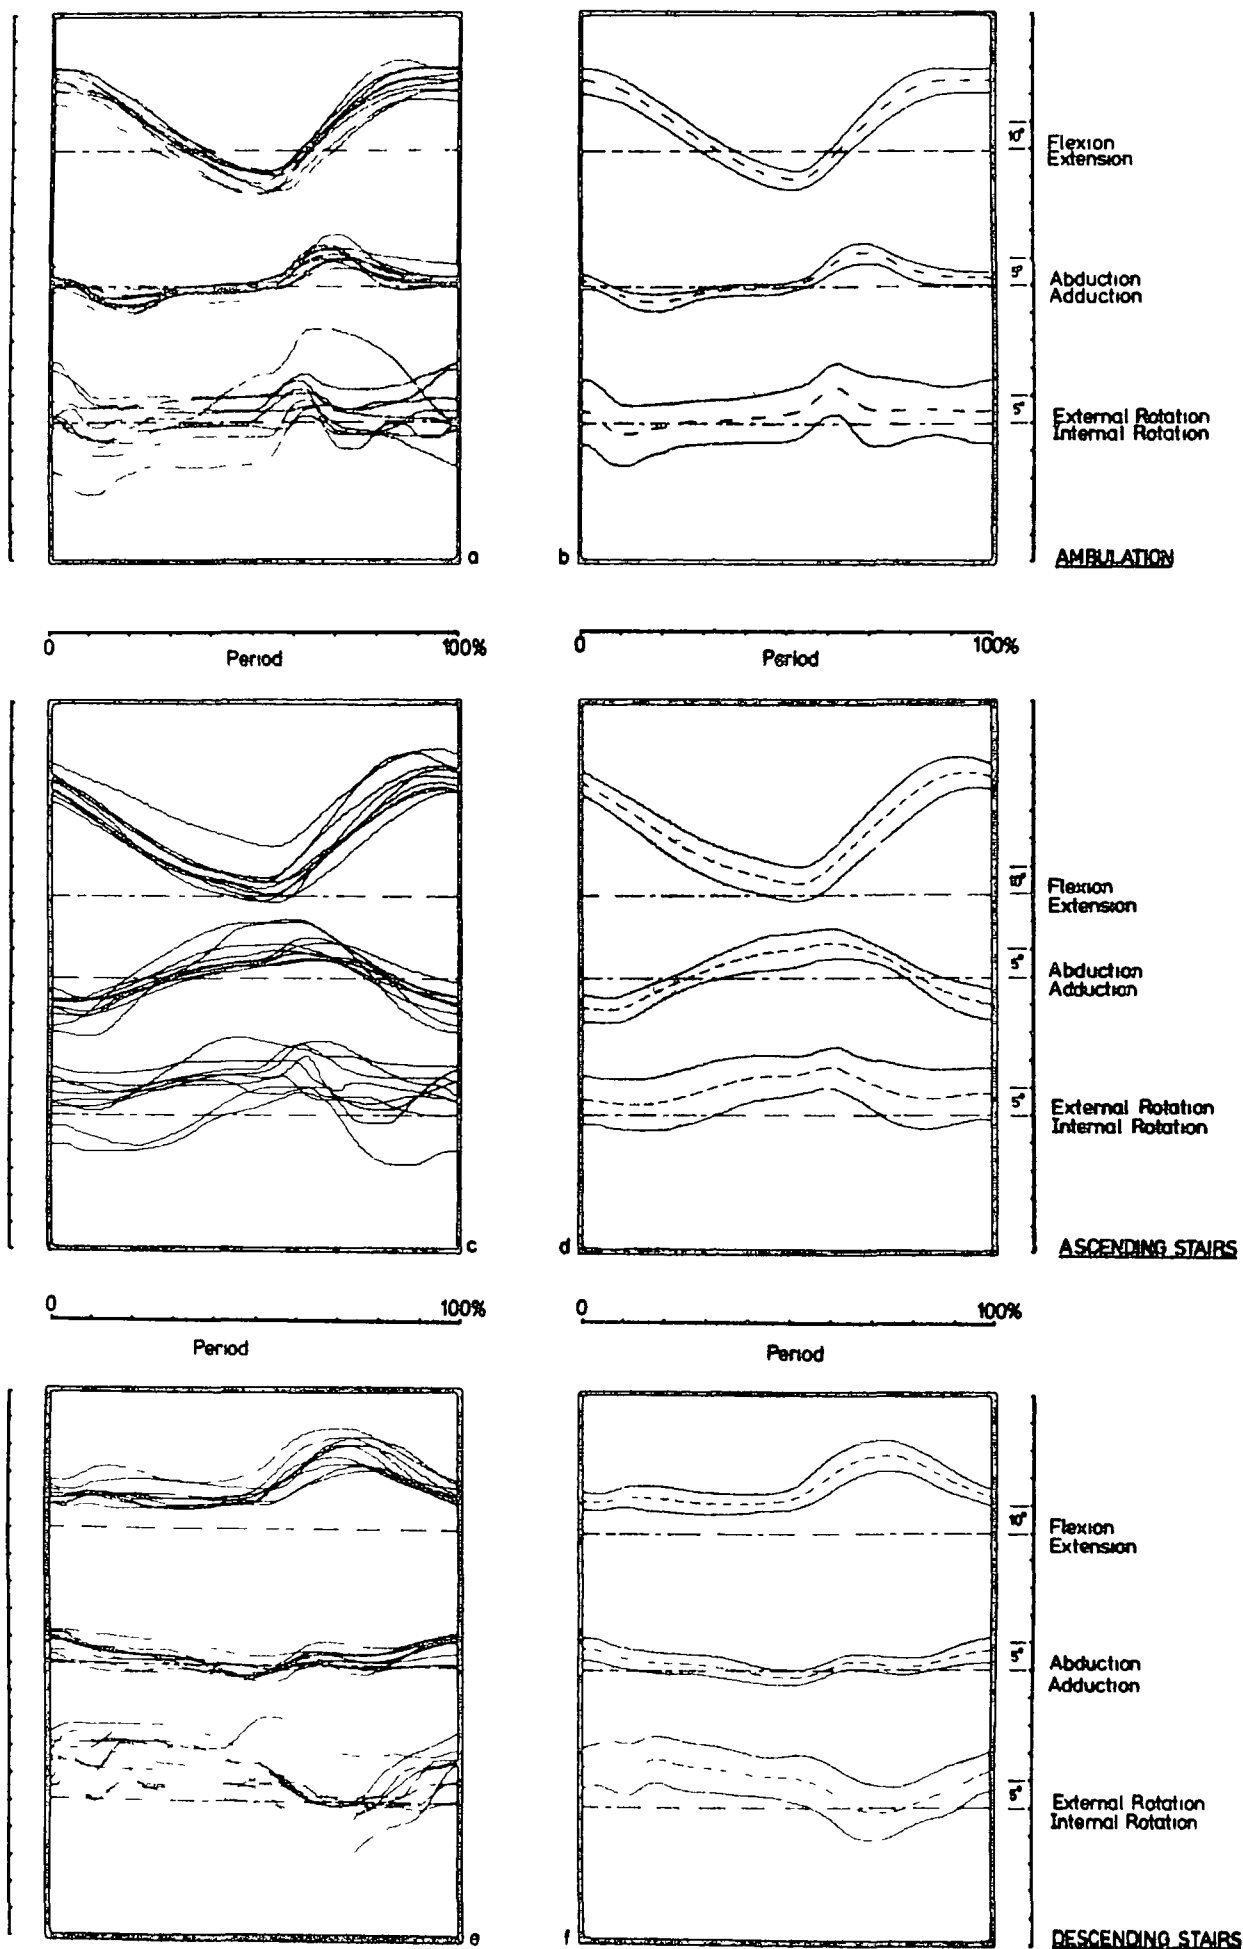 10°
Flexion
Extension
5°
Abduction
Adduction
5°
External Rotation
Internal Rotation
a
b
AMBULATION
0
100%
Period
0
100%
Period
10°
Flexion
Extension
5°
Abduction
Adduction
5°
External Rotation
Internal Rotation
c
d
ASCENDING STAIRS
0
100%
Period
0
100%
Period
10°
Flexion
Extension
5°
Abduction
Adduction
5°
External Rotation
Internal Rotation
e
f
DESCENDING STAIRS